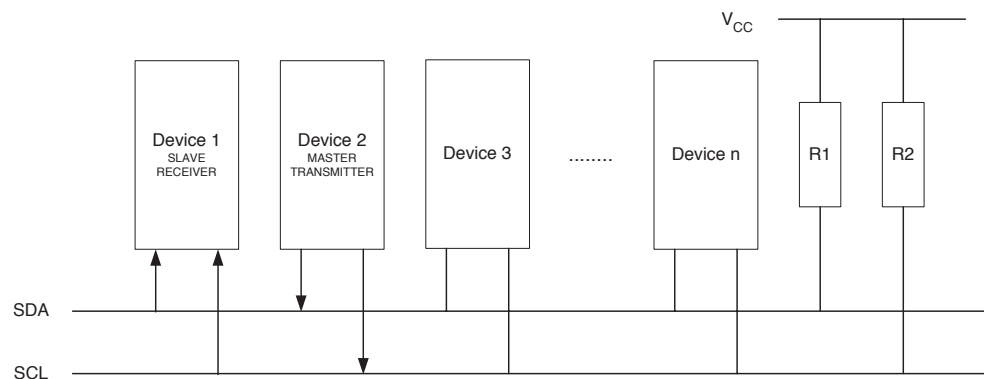 V_CC
Device 1
SLAVE
RECEIVER
Device 2
MASTER
TRANSMITTER
Device 3
........
Device n
R1
R2
SDA
SCL